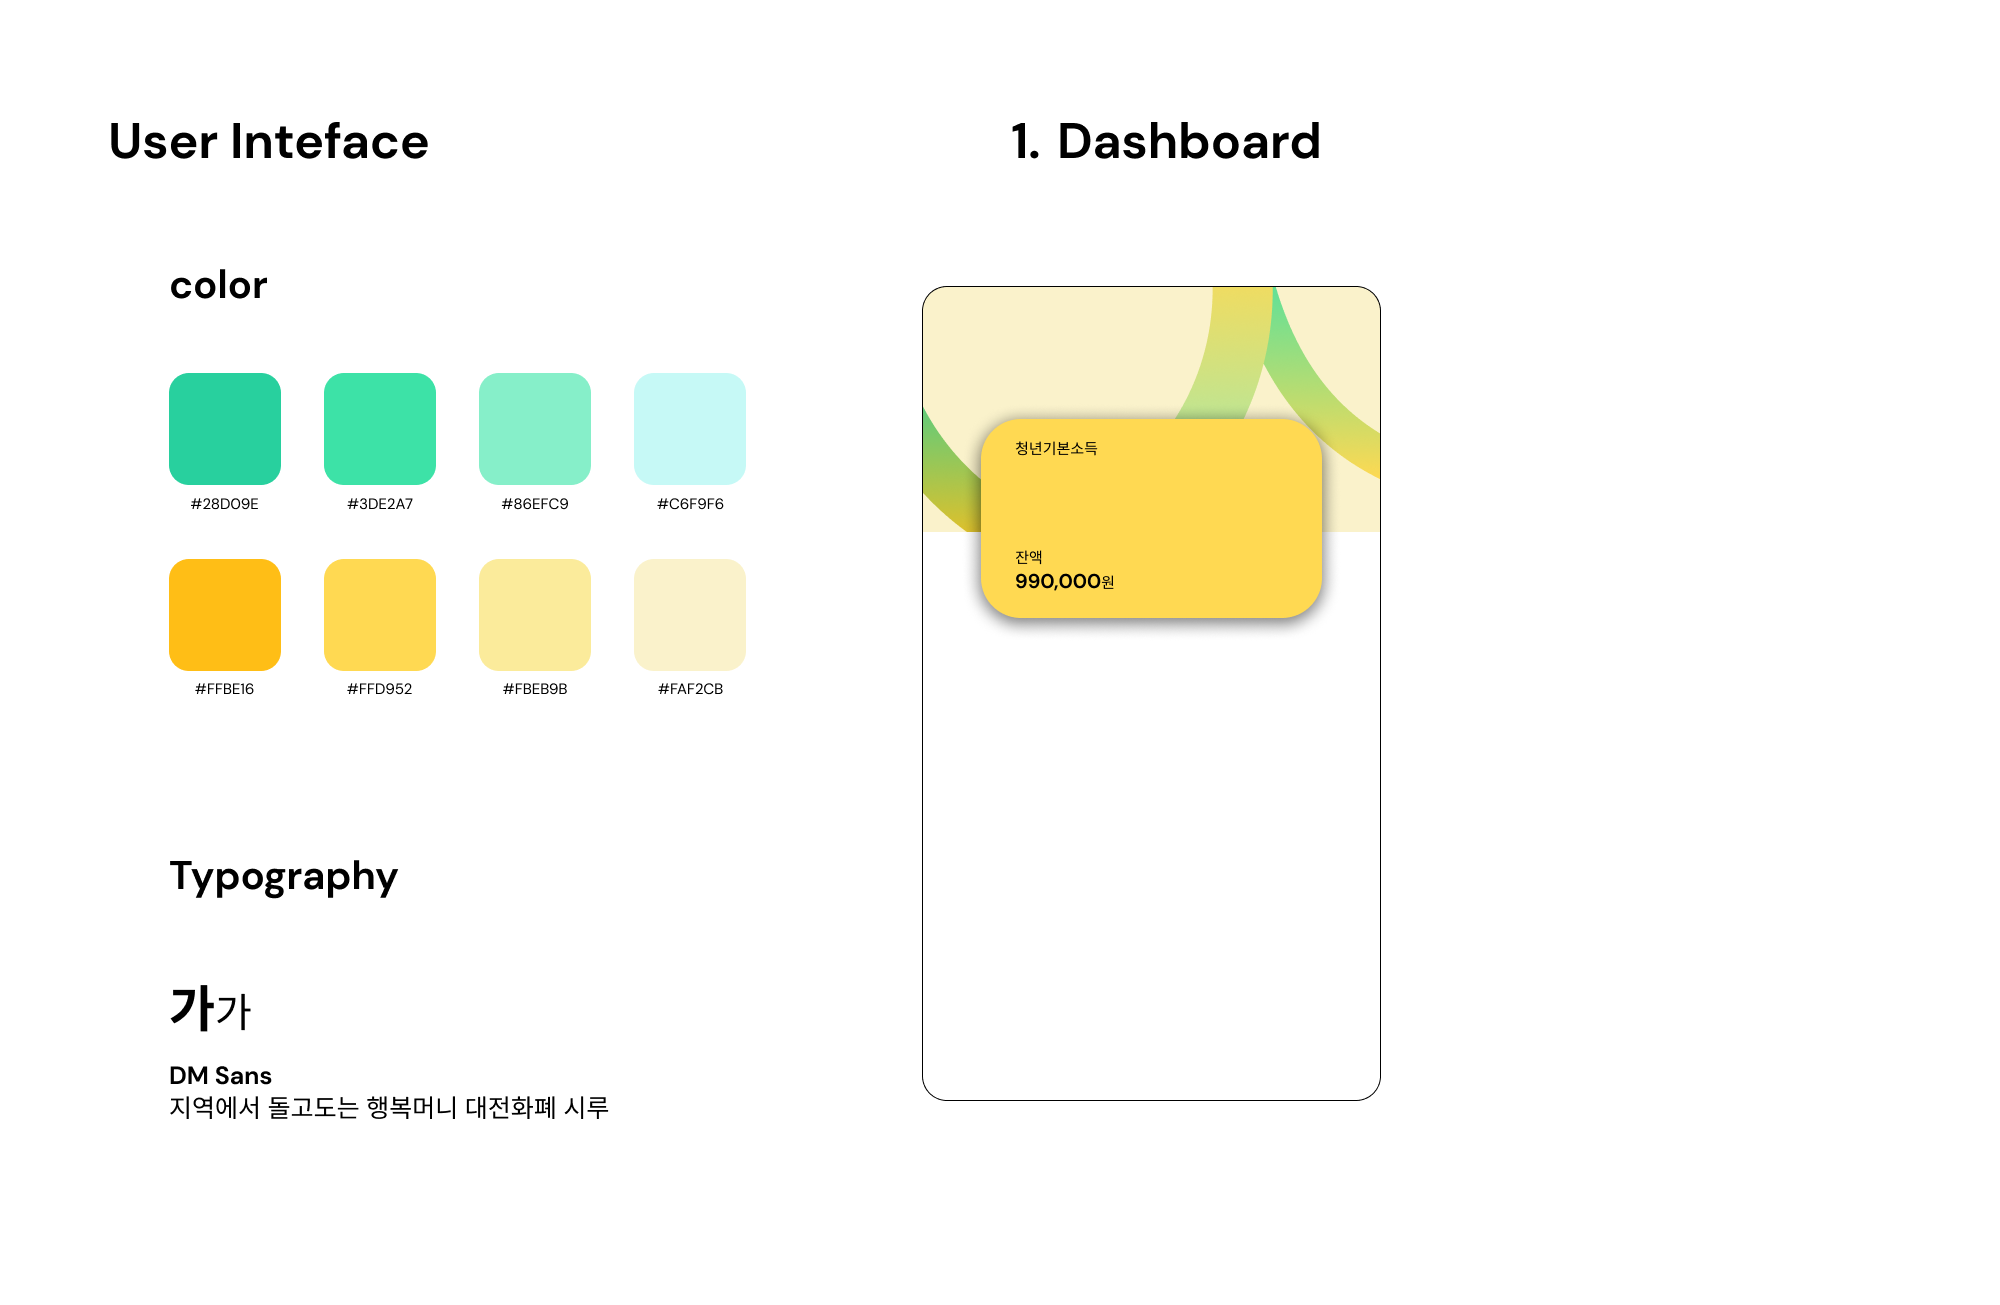 User Inteface
color
#28D09E
#3DE2A7
#86EFC9
#C6F9F6
#FFBE16
#FFD952
#FBEB9B
#FAF2CB
Typography
가가
DM Sans
지역에서 돌고도는 행복머니 대전화폐 시루
1. Dashboard
청년기본소득
잔액
990,000원